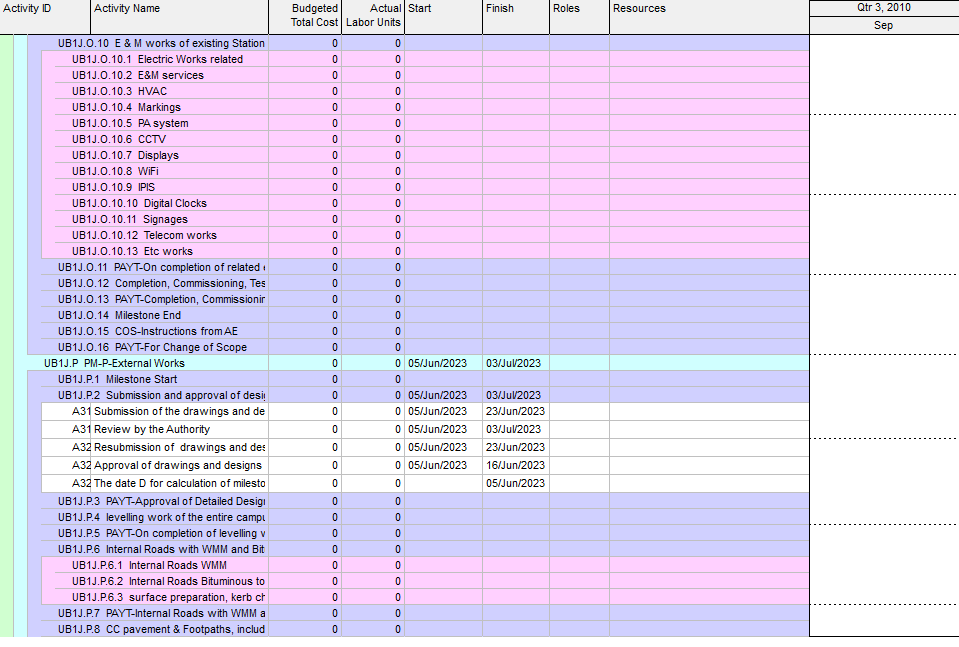 Activity ID Activity Name Budgeted Total Cost Actual Labor Units Start Finish Roles Resources Qtr 3, 2010
Sep
UB1J.O.10 E & M works of existing Station 0 0
UB1J.O.10.1 Electric Works related 0 0
UB1J.O.10.2 E&M services 0 0
UB1J.O.10.3 HVAC 0 0
UB1J.O.10.4 Markings 0 0
UB1J.O.10.5 PA system 0 0
UB1J.O.10.6 CCTV 0 0
UB1J.O.10.7 Displays 0 0
UB1J.O.10.8 WiFi 0 0
UB1J.O.10.9 IPIS 0 0
UB1J.O.10.10 Digital Clocks 0 0
UB1J.O.10.11 Signages 0 0
UB1J.O.10.12 Telecom works 0 0
UB1J.O.10.13 Etc works 0 0
UB1J.O.11 PAYT-On completion of related 0 0
UB1J.O.12 Completion, Commissioning, Tes 0 0
UB1J.O.13 PAYT-Completion, Commissionin 0 0
UB1J.O.14 Milestone End 0 0
UB1J.O.15 COS-Instructions from AE 0 0
UB1J.O.16 PAYT-For Change of Scope 0 0
UB1J.P PM-P-External Works 0 0 05/Jun/2023 03/Jul/2023
UB1J.P.1 Milestone Start 0 0
UB1J.P.2 Submission and approval of desig 0 0 05/Jun/2023 03/Jul/2023
A31 Submission of the drawings and de 0 0 05/Jun/2023 23/Jun/2023
A31 Review by the Authority 0 0 05/Jun/2023 03/Jul/2023
A32 Resubmission of drawings and des 0 0 05/Jun/2023 23/Jun/2023
A32 Approval of drawings and designs 0 0 05/Jun/2023 16/Jun/2023
A32 The date D for calculation of milesto 0 0 05/Jun/2023
UB1J.P.3 PAYT-Approval of Detailed Design 0 0
UB1J.P.4 levelling work of the entire campu 0 0
UB1J.P.5 PAYT-On completion of levelling w 0 0
UB1J.P.6 Internal Roads with WMM and Bit 0 0
UB1J.P.6.1 Internal Roads WMM 0 0
UB1J.P.6.2 Internal Roads Bituminous to 0 0
UB1J.P.6.3 surface preparation, kerb ch 0 0
UB1J.P.7 PAYT-Internal Roads with WMM a 0 0
UB1J.P.8 CC pavement & Footpaths, includ 0 0